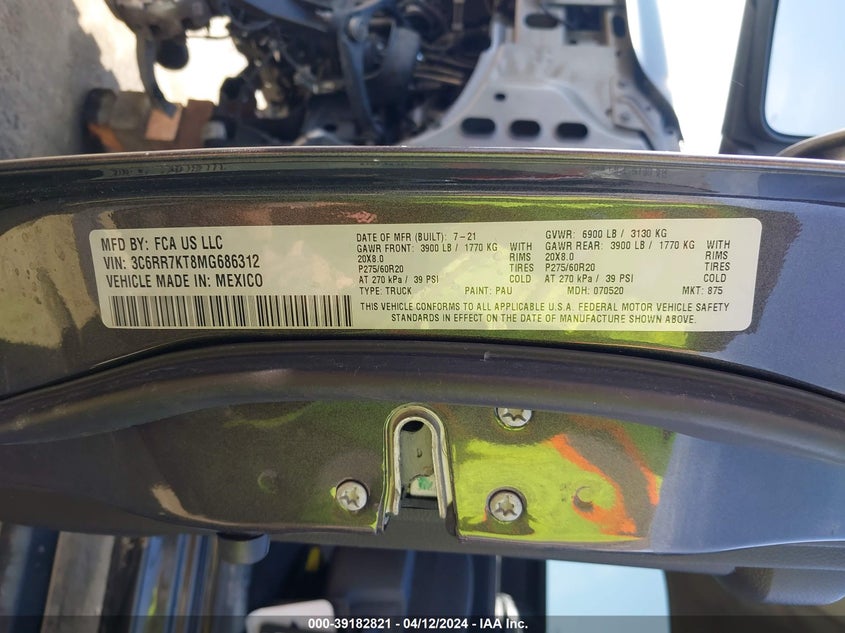 MFD BY: FCA US LLC
VIN: 3C6RR7KT8MG686312
VEHICLE MADE IN: MEXICO
DATE OF MFR (BUILT): 7-21
GAWR FRONT: 3900 LB / 1770 KG WITH
20X8.0 RIMS
P275/60R20 TIRES
AT 270 kPa / 39 PSI COLD
TYPE: TRUCK PAINT: PAU
GVWR: 6900 LB / 3130 KG
GAWR REAR: 3900 LB / 1770 KG WITH
20X8.0 RIMS
P275/60R20 TIRES
AT 270 kPa / 39 PSI COLD
MDH: 070520 MKT: 875
THIS VEHICLE CONFORMS TO ALL APPLICABLE U.S.A. FEDERAL MOTOR VEHICLE SAFETY
STANDARDS IN EFFECT ON THE DATE OF MANUFACTURE SHOWN ABOVE.
000-39182821 - 04/12/2024 - IAA Inc.